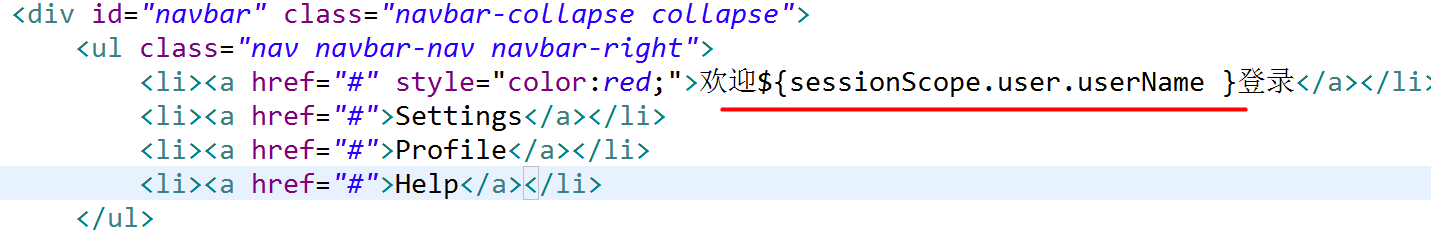 <div id="navbar" class="navbar-collapse collapse">
<ul class="nav navbar-nav navbar-right">
<li><a href="#" style="color:red;">欢迎${sessionScope.user.userName }登录</a></li>
<li><a href="#">Settings</a></li>
<li><a href="#">Profile</a></li>
<li><a href="#">Help</a></li>
</ul>